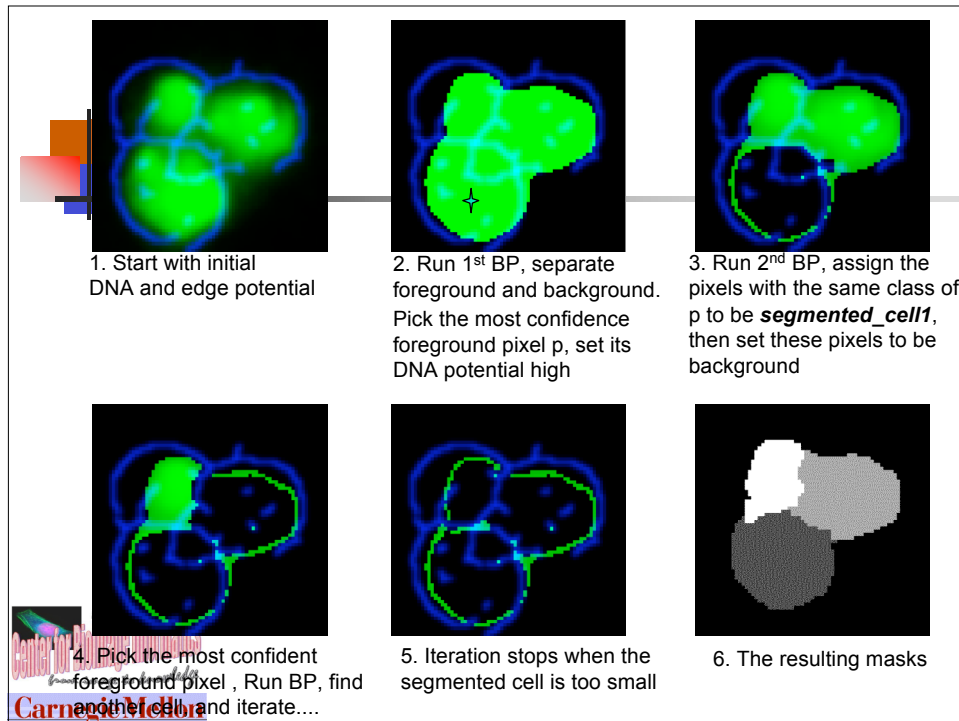 1. Start with initial
DNA and edge potential
2. Run 1st BP, separate
foreground and background.
Pick the most confidence
foreground pixel p, set its
DNA potential high
3. Run 2nd BP, assign the
pixels with the same class of
p to be segmented_cell1,
then set these pixels to be
background
4. Pick the most confident
foreground pixel , Run BP, find
another cell, and iterate....
5. Iteration stops when the
segmented cell is too small
6. The resulting masks
Center for
Carnegie Mellon